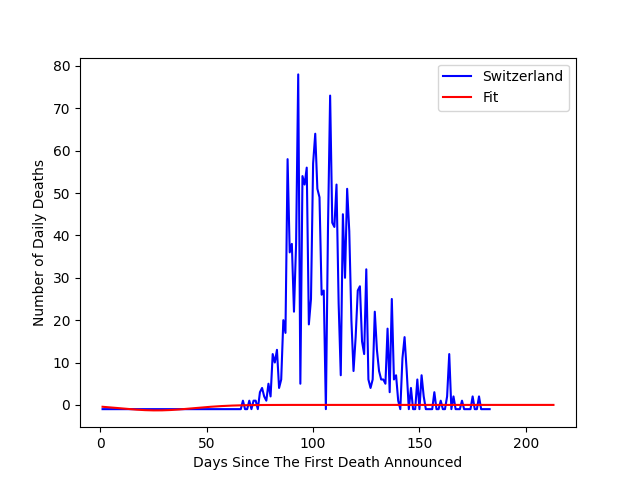 Switzerland
Fit
80
70
60
50
40
30
20
10
0
Number of Daily Deaths
0 50 100 150 200
Days Since The First Death Announced